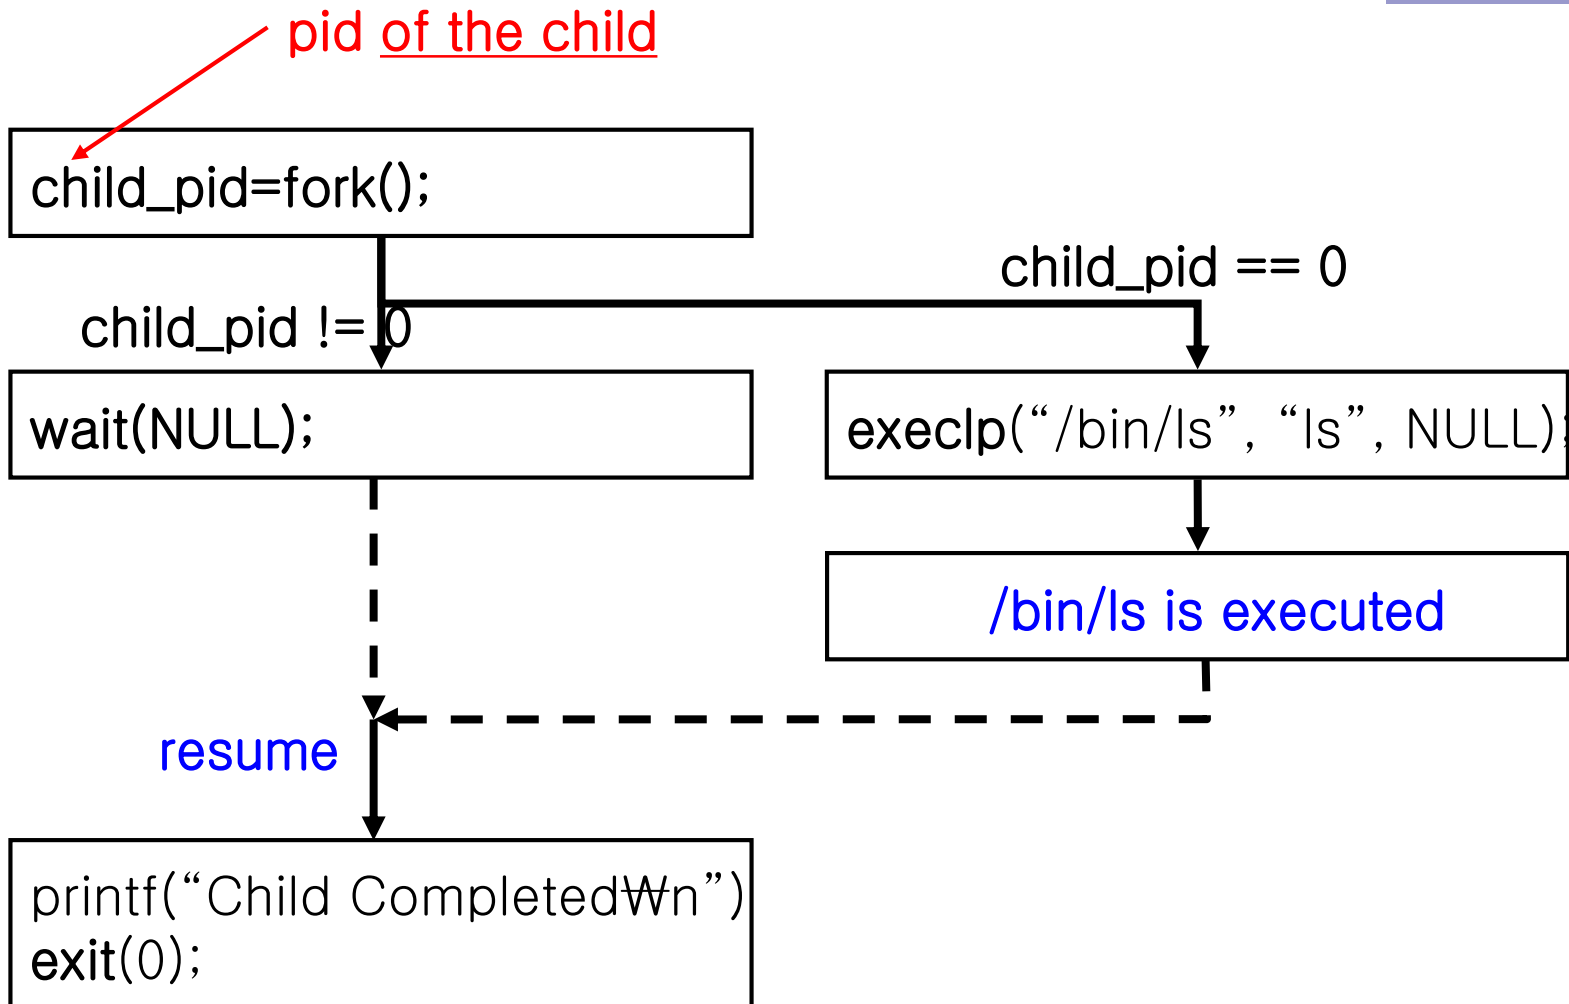 pid of the child
child_pid=fork();
child_pid == 0
child_pid != 0
wait(NULL);
execlp(“/bin/ls”, “ls”, NULL);
/bin/ls is executed
resume
printf(“Child Completed₩n”)
exit(0);